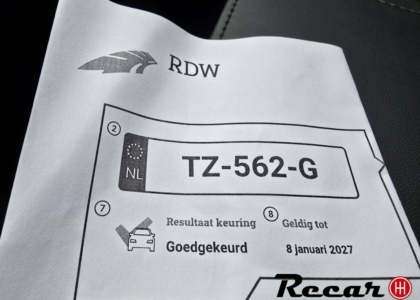 RDW
2
NL
TZ-562-G
7
Resultaat keuring
Goedgekeurd
8
Geldig tot
8 januari 2027
Recar